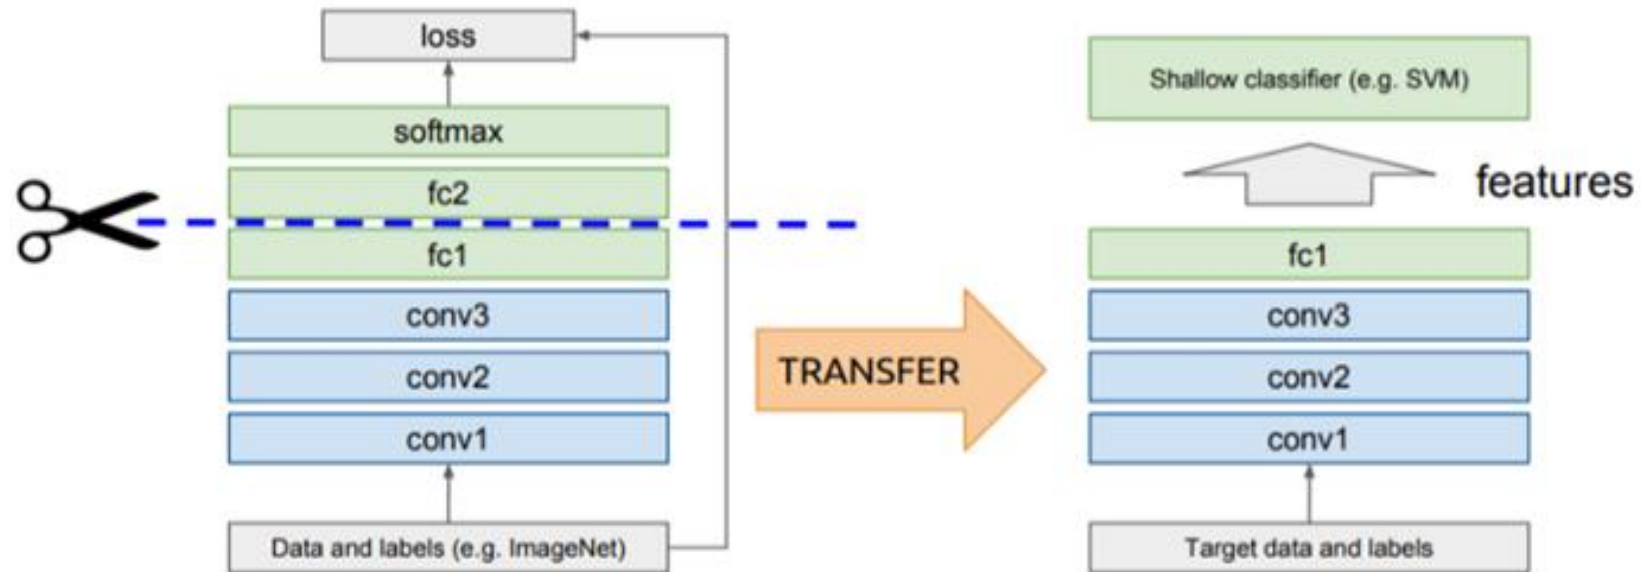 loss
softmax
fc2
fc1
conv3
conv2
conv1
Data and labels (e.g. ImageNet)
TRANSFER
Shallow classifier (e.g. SVM)
features
fc1
conv3
conv2
conv1
Target data and labels